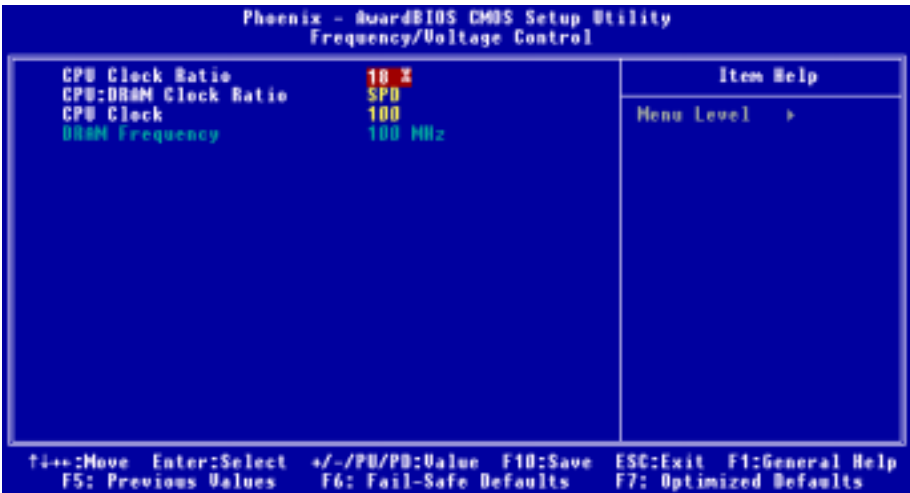 Phoenix - AwardBIOS CMOS Setup Utility
Frequency/Voltage Control
CPU Clock Ratio 18 X
CPU:DRAM Clock Ratio SPD
CPU Clock 100
DRAM Frequency 100 MHz
Item Help
Menu Level ▸
↑↓→←:Move Enter:Select +/-/PU/PD:Value F10:Save ESC:Exit F1:General Help
F5: Previous Values F6: Fail-Safe Defaults F7: Optimized Defaults